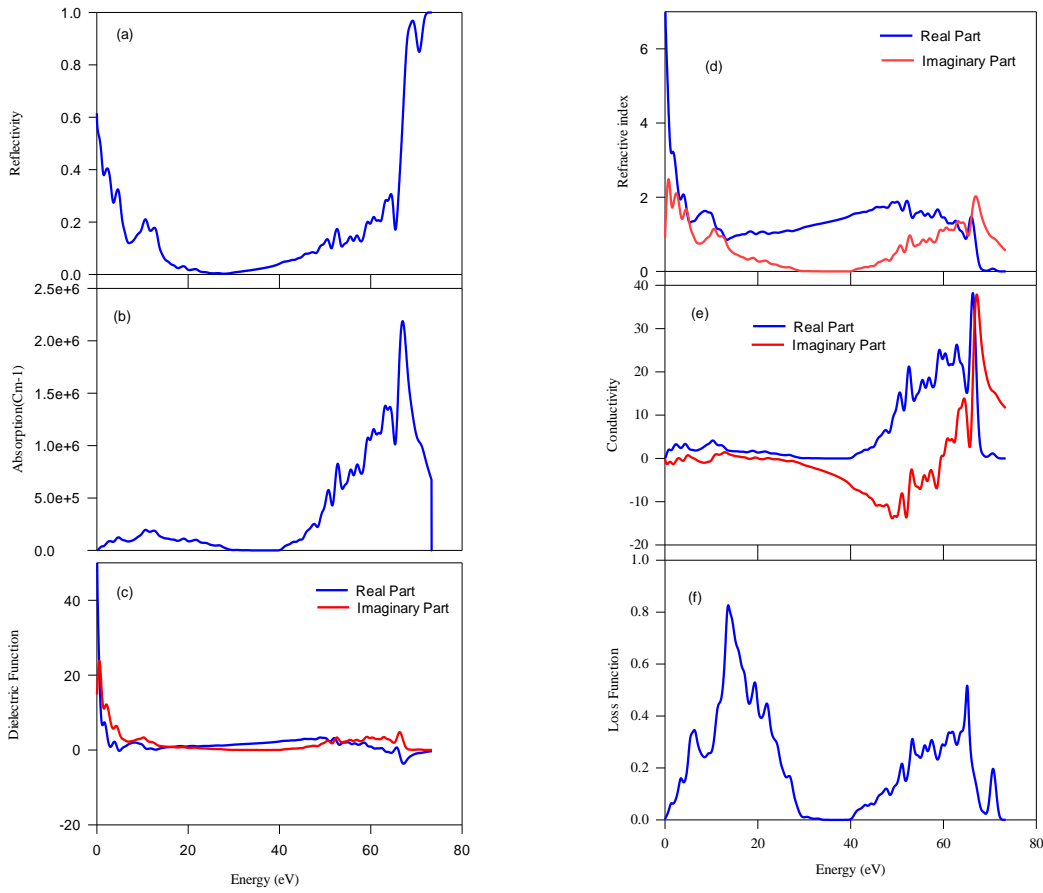 (a)
Reflectivity
1.0
0.8
0.6
0.4
0.2
0.0
(b)
Absorption(Cm-1)
2.5e+6
2.0e+6
1.5e+6
1.0e+6
5.0e+5
0.0
(c)
Real Part
Imaginary Part
Dielectric Function
40
20
0
-20
0 20 40 60 80
Energy (eV)
(d)
Real Part
Imaginary Part
Refractive index
6
4
2
0
(e)
Real Part
Imaginary Part
Conductivity
40
30
20
10
0
-10
-20
(f)
Loss Function
1.0
0.8
0.6
0.4
0.2
0.0
0 20 40 60 80
Energy (eV)